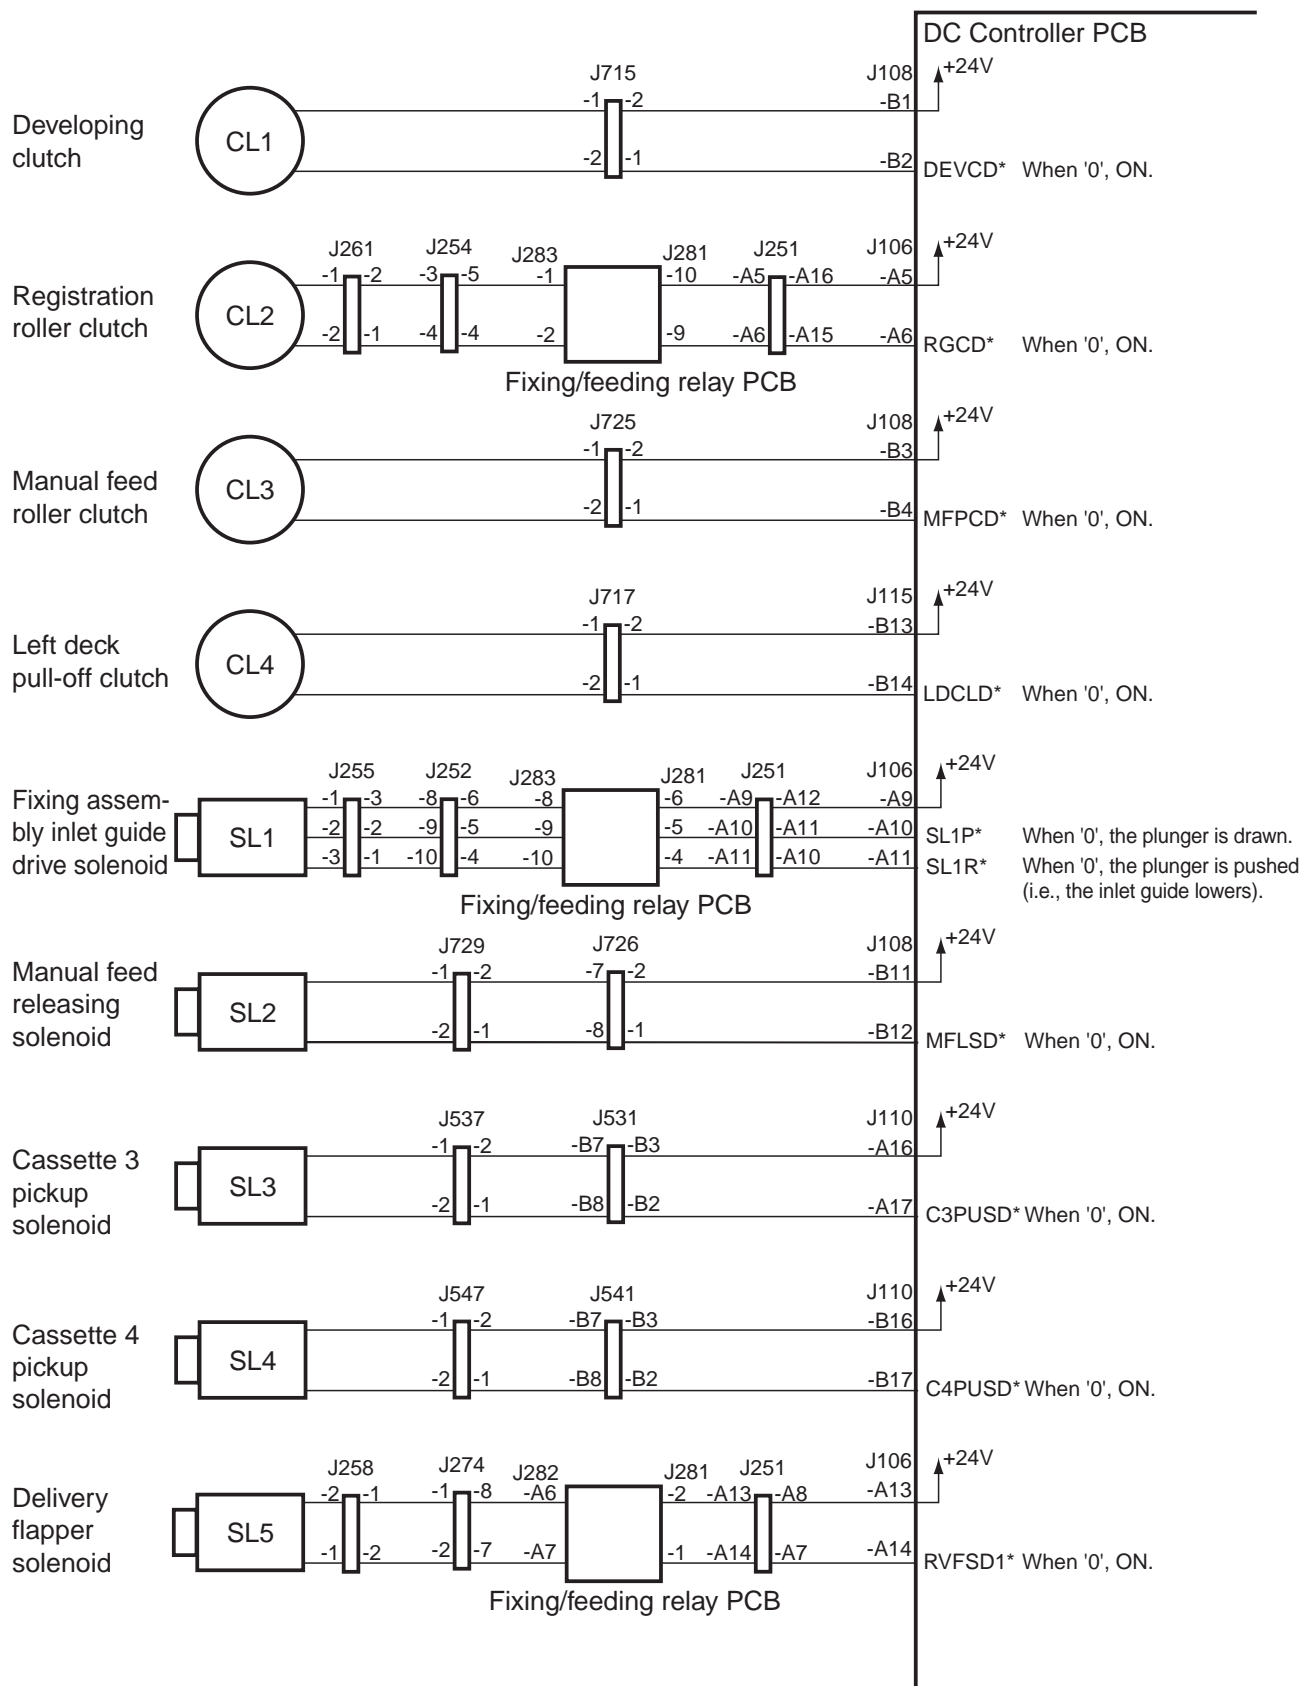 DC Controller PCB
J715 J108 +24V
-1 -2 -B1
Developing
clutch
CL1
-2 -1 -B2
DEVCD* When '0', ON.
J261 J254 J283 J281 J251 J106 +24V
-1 -2 -3 -5 -1 -10 -A5 -A16 -A5
Registration
roller clutch
CL2
-2 -1 -4 -4 -2 -9 -A6 -A15 -A6
RGCD* When '0', ON.
Fixing/feeding relay PCB
J725 J108 +24V
-1 -2 -B3
Manual feed
roller clutch
CL3
-2 -1 -B4
MFPCD* When '0', ON.
J717 J115 +24V
-1 -2 -B13
Left deck
pull-off clutch
CL4
-2 -1 -B14
LDCLD* When '0', ON.
J255 J252 J283 J281 J251 J106 +24V
-1 -3 -8 -6 -8 -6 -A9 -A12 -A9
Fixing assem-
bly inlet guide
drive solenoid
SL1
-2 -2 -9 -5 -9 -5 -A10 -A11 -A10
SL1P* When '0', the plunger is drawn.
-3 -1 -10 -4 -10 -4 -A11 -A10 -A11
SL1R* When '0', the plunger is pushed
(i.e., the inlet guide lowers).
Fixing/feeding relay PCB
J729 J726 J108 +24V
-1 -2 -7 -2 -B11
Manual feed
releasing
solenoid
SL2
-2 -1 -8 -1 -B12
MFLSD* When '0', ON.
J537 J531 J110 +24V
-1 -2 -B7 -B3 -A16
Cassette 3
pickup
solenoid
SL3
-2 -1 -B8 -B2 -A17
C3PUSD* When '0', ON.
J547 J541 J110 +24V
-1 -2 -B7 -B3 -B16
Cassette 4
pickup
solenoid
SL4
-2 -1 -B8 -B2 -B17
C4PUSD* When '0', ON.
J258 J274 J282 J281 J251 J106 +24V
-2 -1 -1 -8 -A6 -2 -A13 -A8 -A13
Delivery
flapper
solenoid
SL5
-1 -2 -2 -7 -A7 -1 -A14 -A7 -A14
RVFSD1* When '0', ON.
Fixing/feeding relay PCB